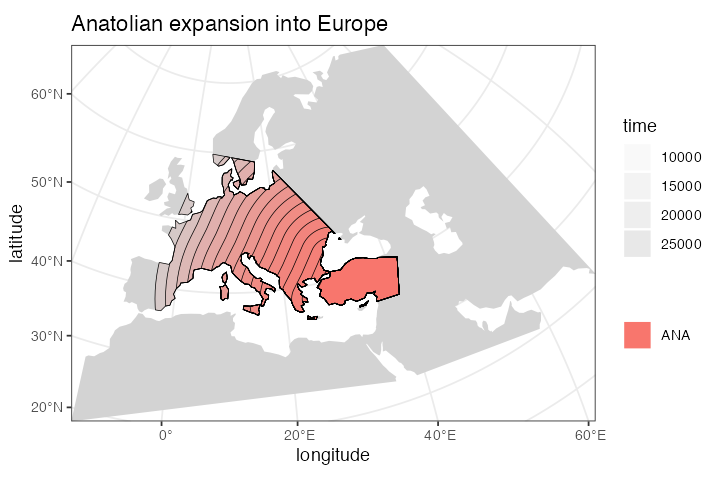 Anatolian expansion into Europe
60°N
50°N
40°N
30°N
20°N
latitude
0°
20°E
40°E
60°E
longitude
time
10000
15000
20000
25000
ANA